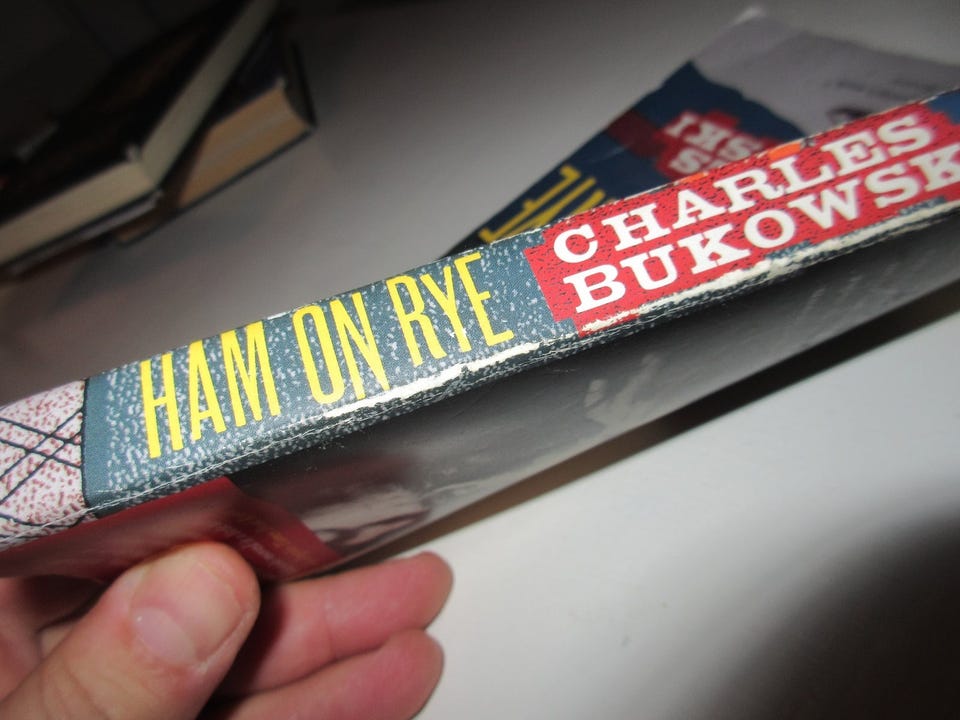 HAM ON RYE
CHARLES
BUKOWSK